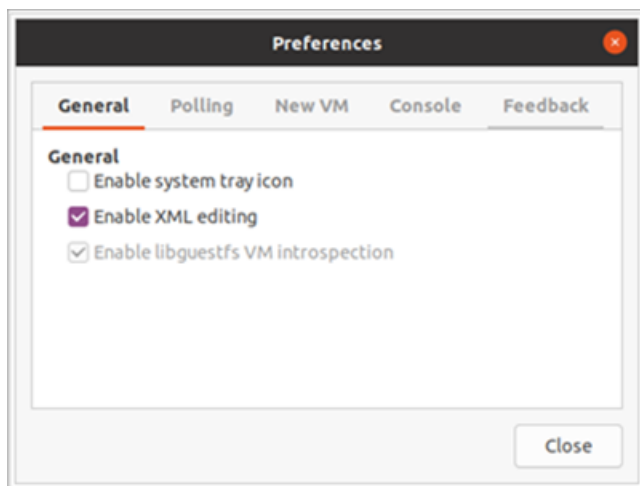 Preferences
General Polling New VM Console Feedback
General
Enable system tray icon
Enable XML editing
Enable libguestfs VM introspection
Close